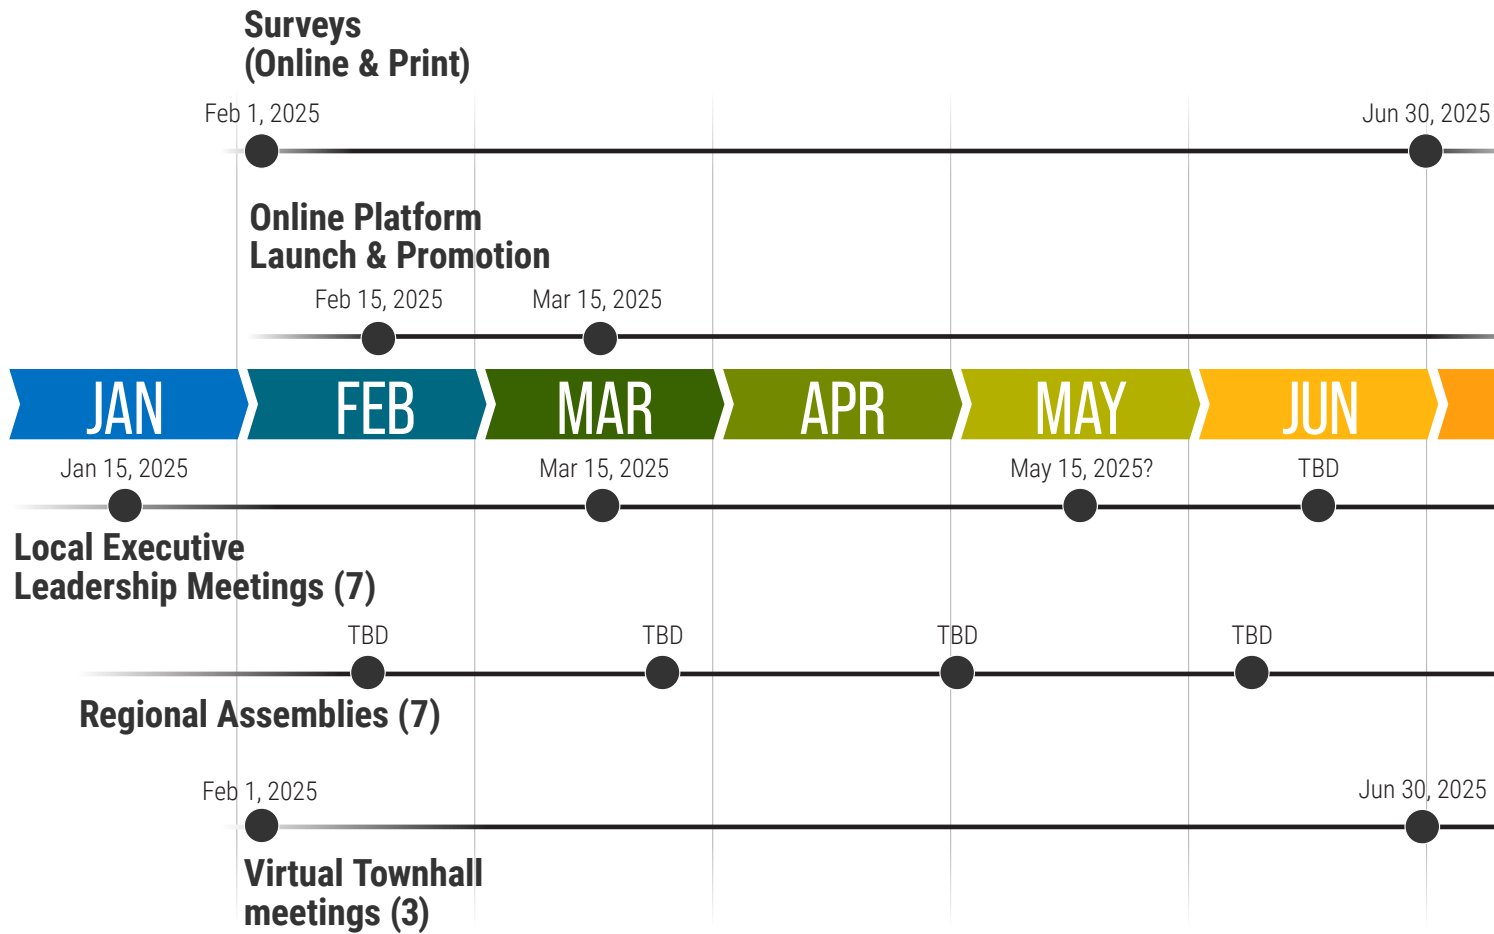 Surveys
(Online & Print)
Feb 1, 2025
Jun 30, 2025
Online Platform
Launch & Promotion
Feb 15, 2025
Mar 15, 2025
JAN
FEB
MAR
APR
MAY
JUN
Jan 15, 2025
Mar 15, 2025
May 15, 2025?
TBD
Local Executive
Leadership Meetings (7)
TBD
TBD
TBD
TBD
Regional Assemblies (7)
Feb 1, 2025
Jun 30, 2025
Virtual Townhall
meetings (3)